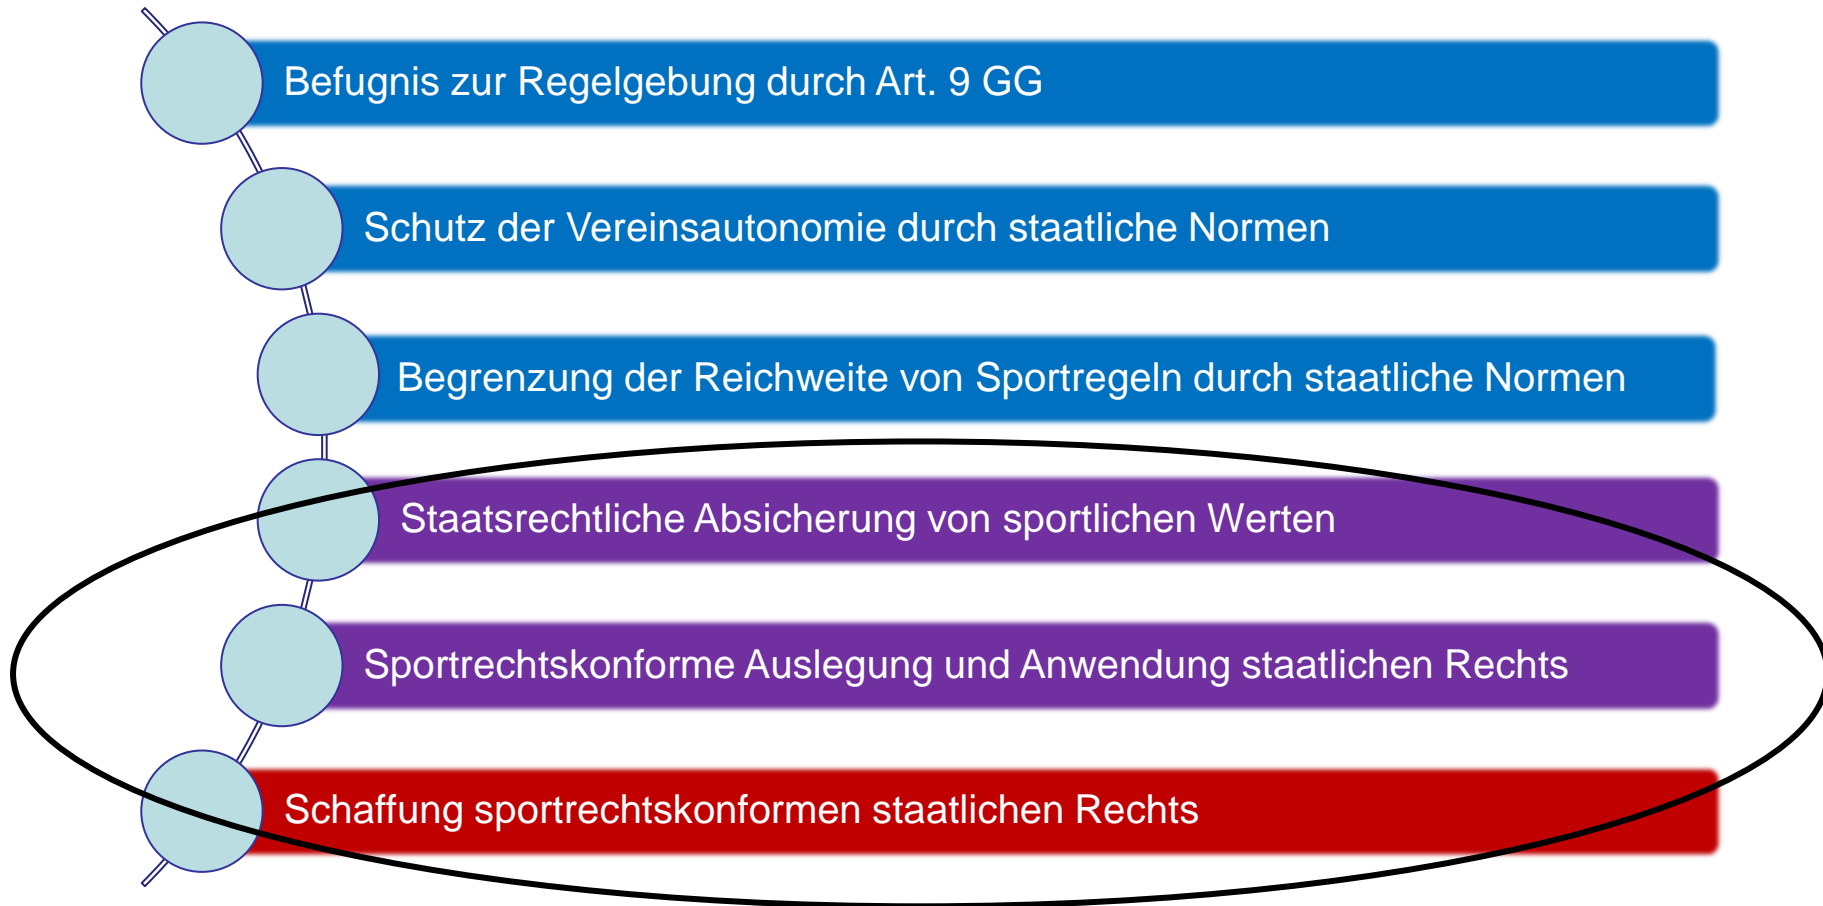 Befugnis zur Regelgebung durch Art. 9 GG
Schutz der Vereinsautonomie durch staatliche Normen
Begrenzung der Reichweite von Sportregeln durch staatliche Normen
Staatsrechtliche Absicherung von sportlichen Werten
Sportrechtskonforme Auslegung und Anwendung staatlichen Rechts
Schaffung sportrechtskonformen staatlichen Rechts